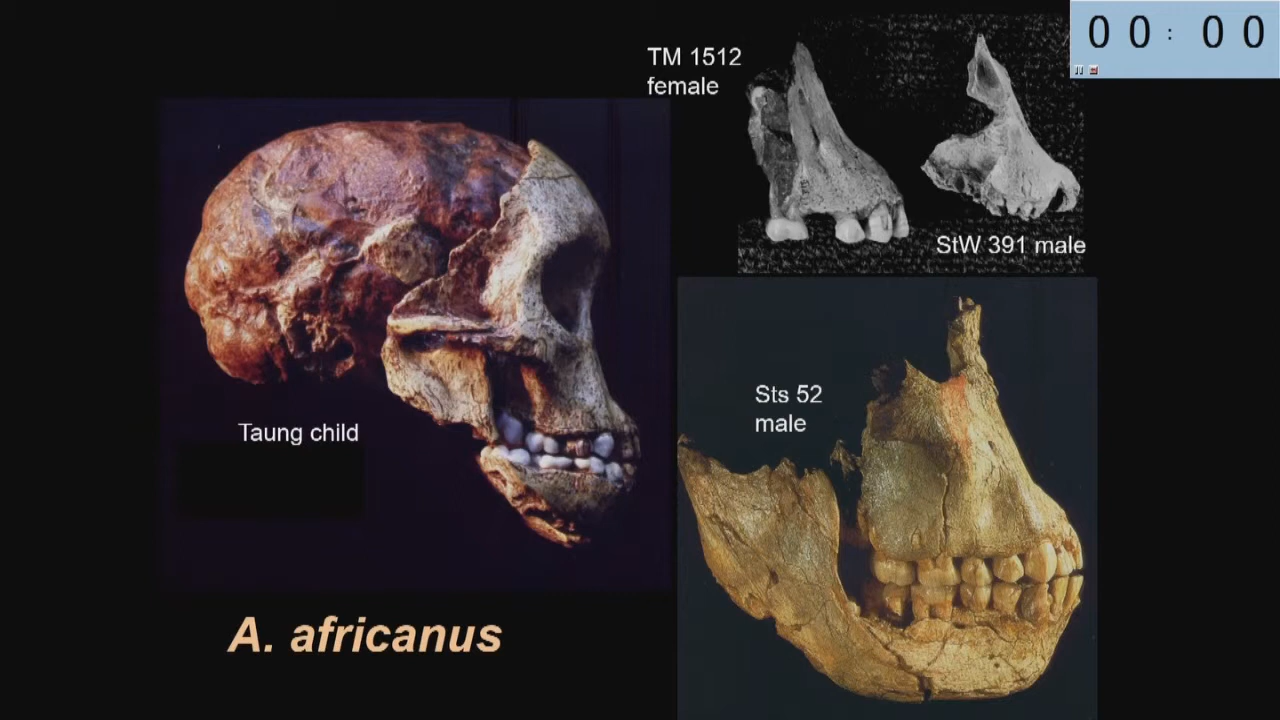 TM 1512
female
00:00
StW 391 male
Sts 52
male
Taung child
A. africanus